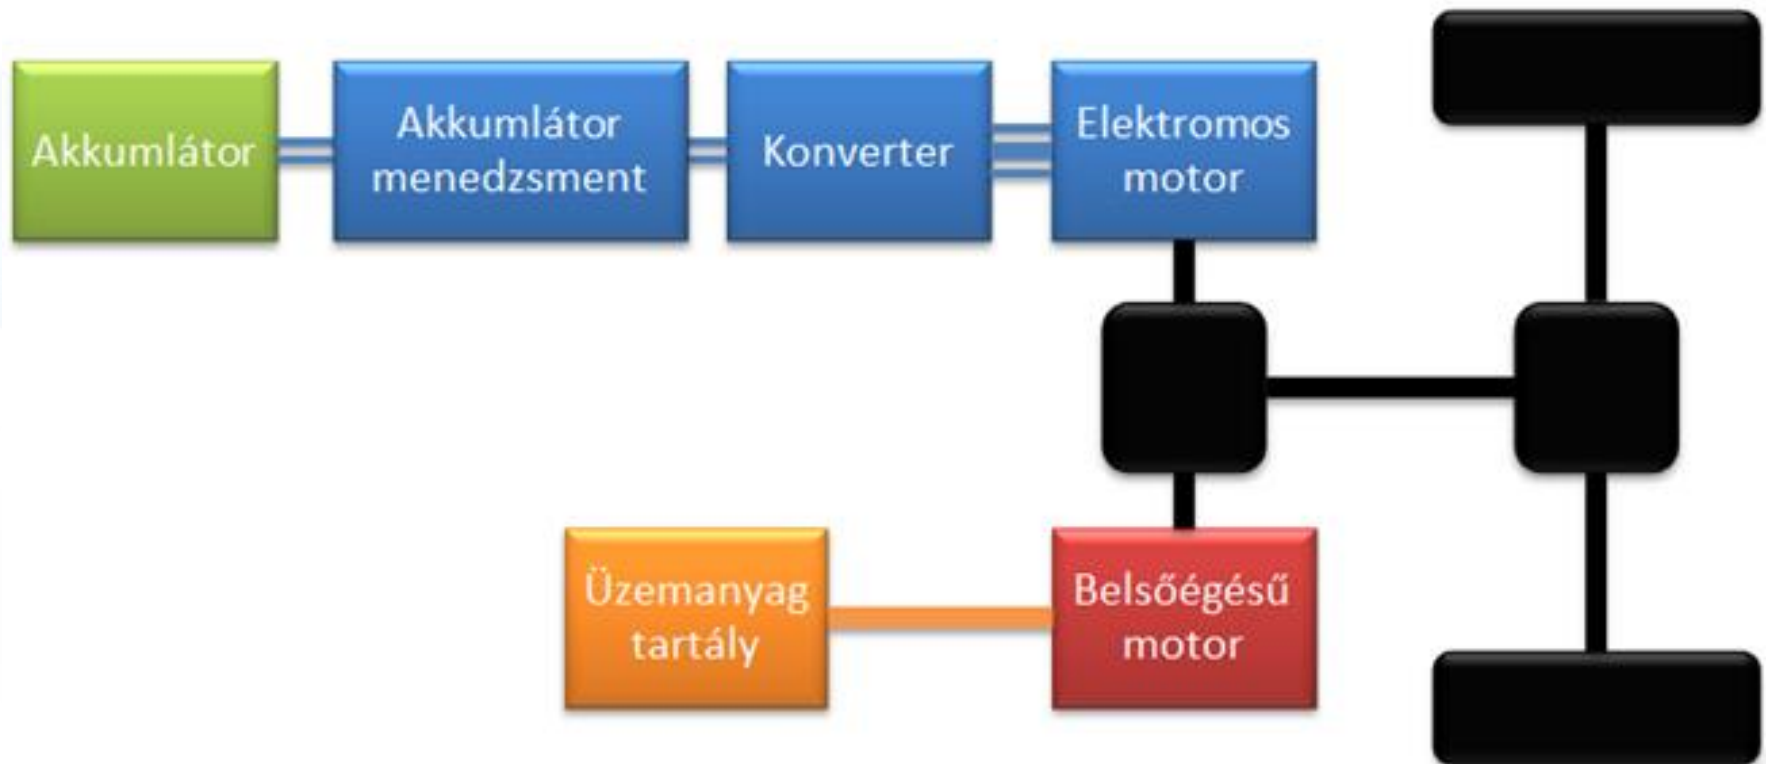 Akkumlátor
Akkumlátor
menedzsment
Konverter
Elektromos
motor
Üzemanyag
tartály
Belsőégésű
motor